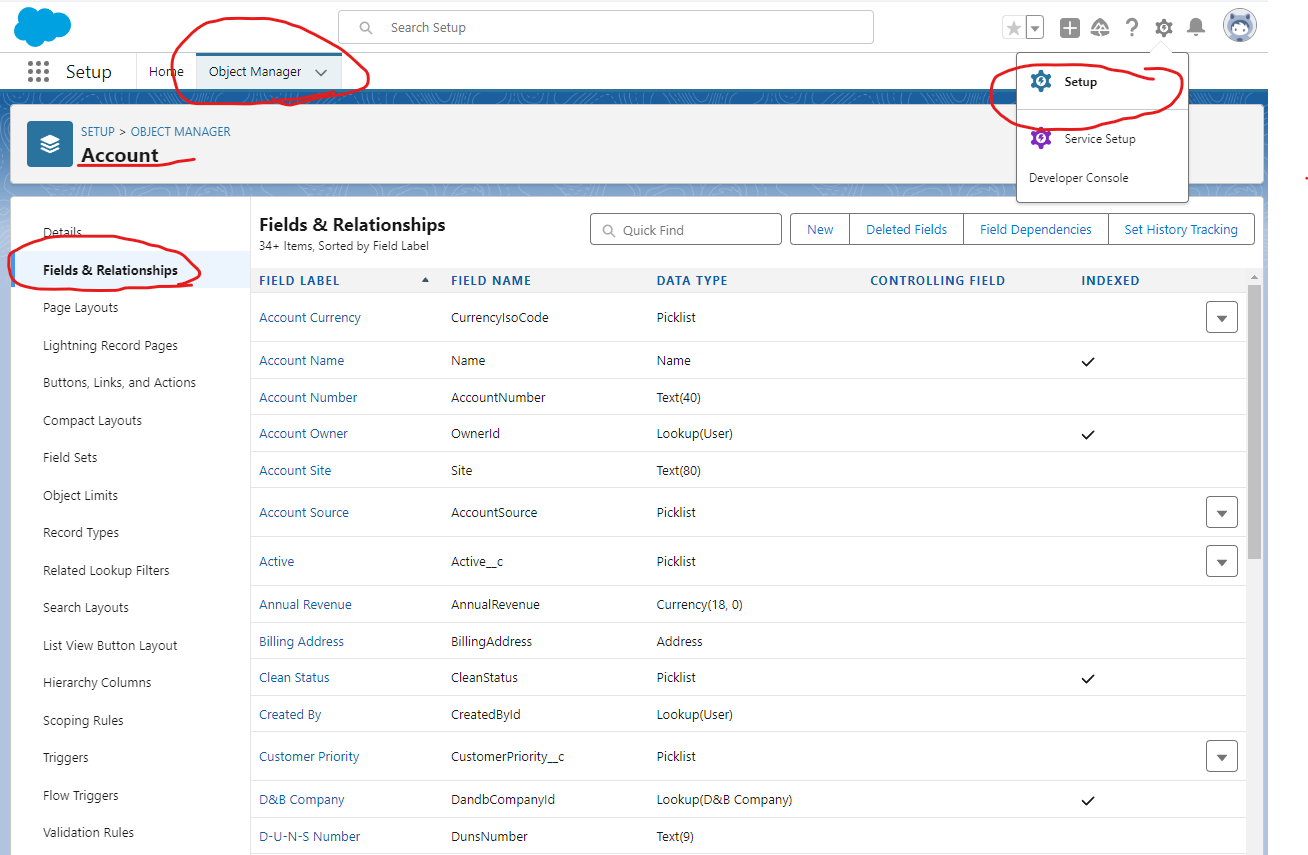 Search Setup
Setup
Home
Object Manager
Setup
Service Setup
Developer Console
SETUP > OBJECT MANAGER
Account
Details
Fields & Relationships
Page Layouts
Lightning Record Pages
Buttons, Links, and Actions
Compact Layouts
Field Sets
Object Limits
Record Types
Related Lookup Filters
Search Layouts
List View Button Layout
Hierarchy Columns
Scoping Rules
Triggers
Flow Triggers
Validation Rules
Fields & Relationships
34+ Items, Sorted by Field Label
Quick Find
New Deleted Fields Field Dependencies Set History Tracking
FIELD LABEL FIELD NAME DATA TYPE CONTROLLING FIELD INDEXED
Account Currency CurrencyIsoCode Picklist
Account Name Name Name
Account Number AccountNumber Text(40)
Account Owner OwnerId Lookup(User)
Account Site Site Text(80)
Account Source AccountSource Picklist
Active Active__c Picklist
Annual Revenue AnnualRevenue Currency(18, 0)
Billing Address BillingAddress Address
Clean Status CleanStatus Picklist
Created By CreatedById Lookup(User)
Customer Priority CustomerPriority__c Picklist
D&B Company DandbCompanyId Lookup(D&B Company)
D-U-N-S Number DunsNumber Text(9)